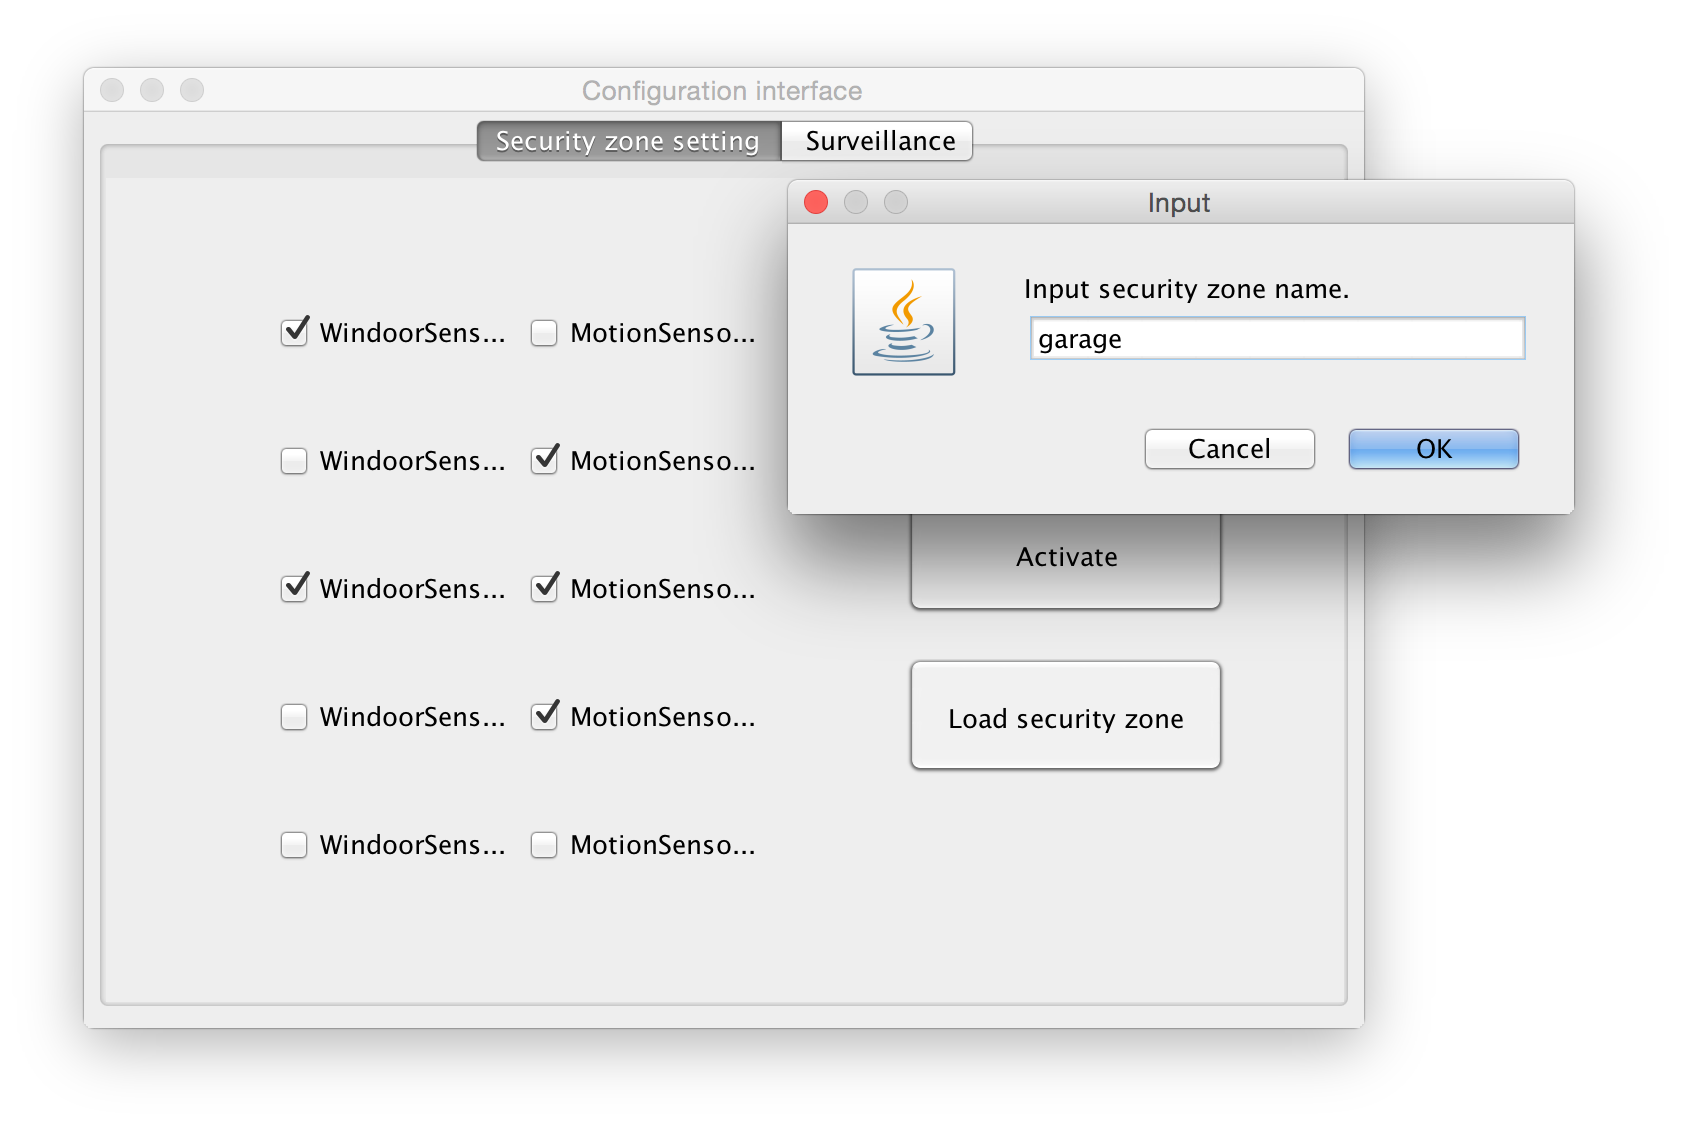 Configuration interface
Security zone setting
Surveillance
Input
Input security zone name.
garage
Cancel
OK
WindoorSens...
MotionSenso...
WindoorSens...
MotionSenso...
WindoorSens...
MotionSenso...
WindoorSens...
MotionSenso...
WindoorSens...
MotionSenso...
Activate
Load security zone